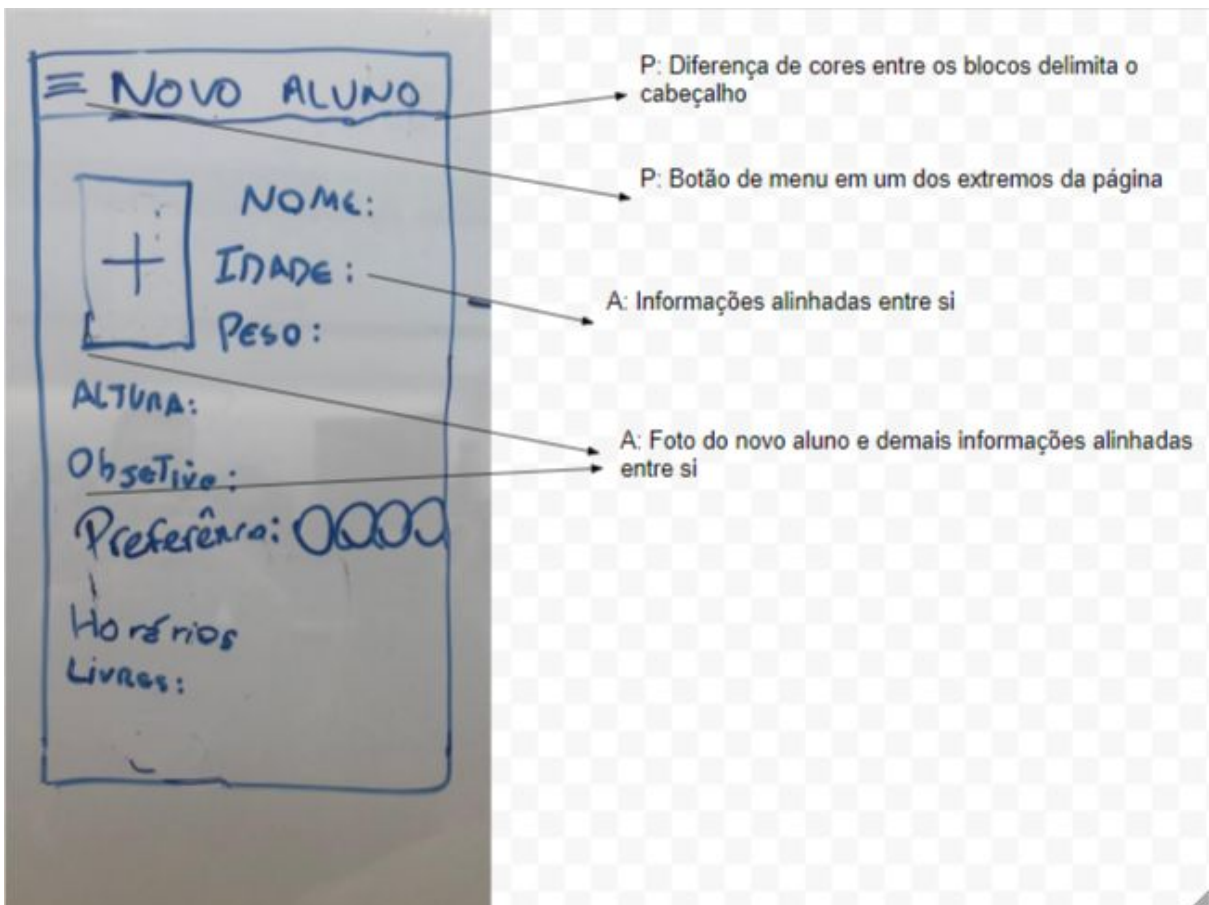 NOVO ALUNO
NOME:
IDADE:
PESO:
ALTURA:
ObjeTivo:
Preferência:
Horários
LIVRES:
P: Diferença de cores entre os blocos delimita o
cabeçalho
P: Botão de menu em um dos extremos da página
A: Informações alinhadas entre si
A: Foto do novo aluno e demais informações alinhadas
entre si